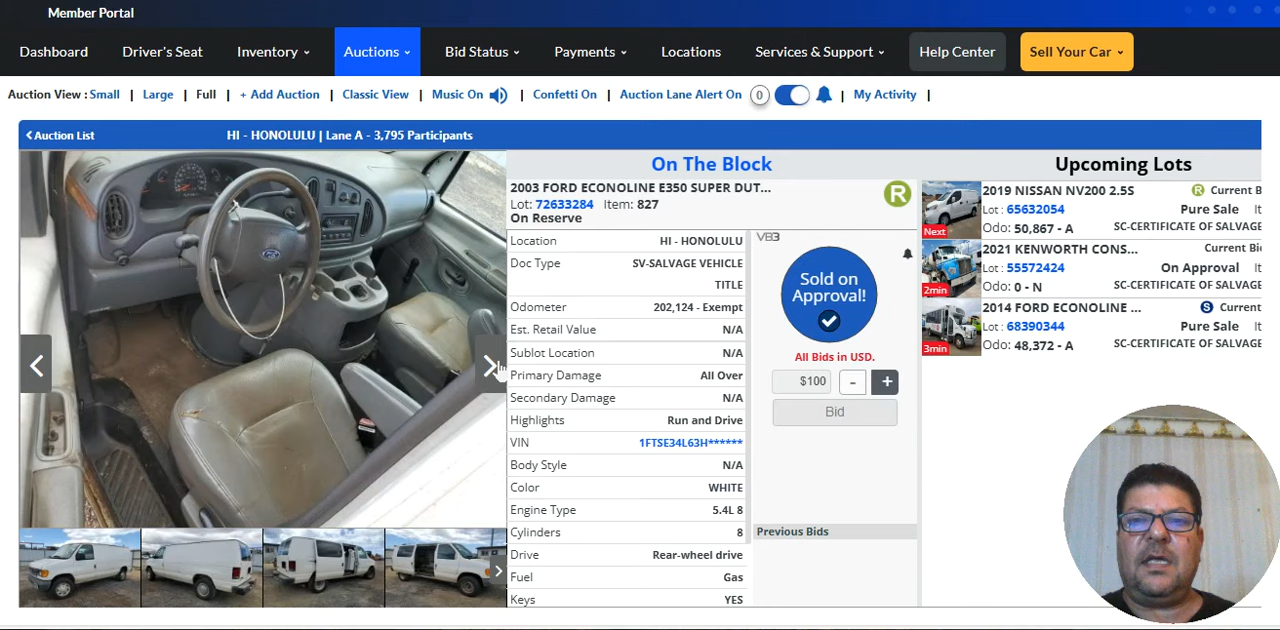 Member Portal
Dashboard Driver's Seat Inventory Auctions Bid Status Payments Locations Services & Support Help Center Sell Your Car
Auction View : Small | Large | Full | + Add Auction | Classic View | Music On | Confetti On | Auction Lane Alert On 0 | My Activity |
Auction List HI - HONOLULU | Lane A - 3,795 Participants
On The Block
2003 FORD ECONOLINE E350 SUPER DUT...
Lot: 72633284 Item: 827
On Reserve
R
Location HI - HONOLULU
Doc Type SV-SALVAGE VEHICLE
TITLE
Odometer 202,124 - Exempt
Est. Retail Value N/A
Sublot Location N/A
Primary Damage All Over
Secondary Damage N/A
Highlights Run and Drive
VIN 1FTSE34L63H******
Body Style N/A
Color WHITE
Engine Type 5.4L 8
Cylinders 8
Drive Rear-wheel drive
Fuel Gas
Keys YES
VB3
Sold on
Approval!
All Bids in USD.
$100 - +
Bid
Previous Bids
Upcoming Lots
2019 NISSAN NV200 2.5S R Current B
Lot : 65632054 Pure Sale It
Odo: 50,867 - A SC-CERTIFICATE OF SALVAGE
Next
2021 KENWORTH CONS... Current Bi
Lot : 55572424 On Approval It
Odo: 0 - N SC-CERTIFICATE OF SALVAGE
2min
2014 FORD ECONOLINE ... S Current
Lot : 68390344 Pure Sale It
Odo: 48,372 - A SC-CERTIFICATE OF SALVAGE
3min